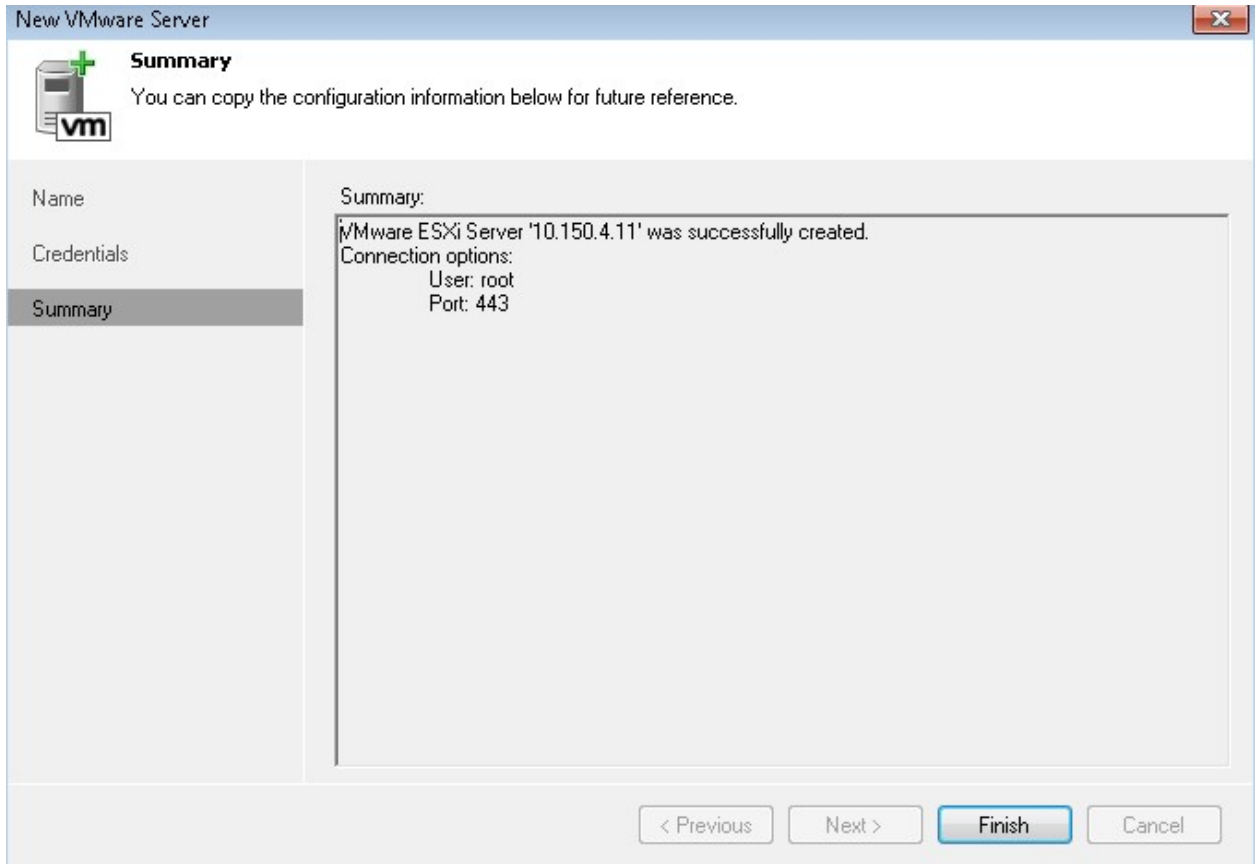 New VMware Server
Summary
You can copy the configuration information below for future reference.
vm
Name
Credentials
Summary
Summary:
VMware ESXi Server '10.150.4.11' was successfully created.
Connection options:
User: root
Port: 443
< Previous
Next >
Finish
Cancel